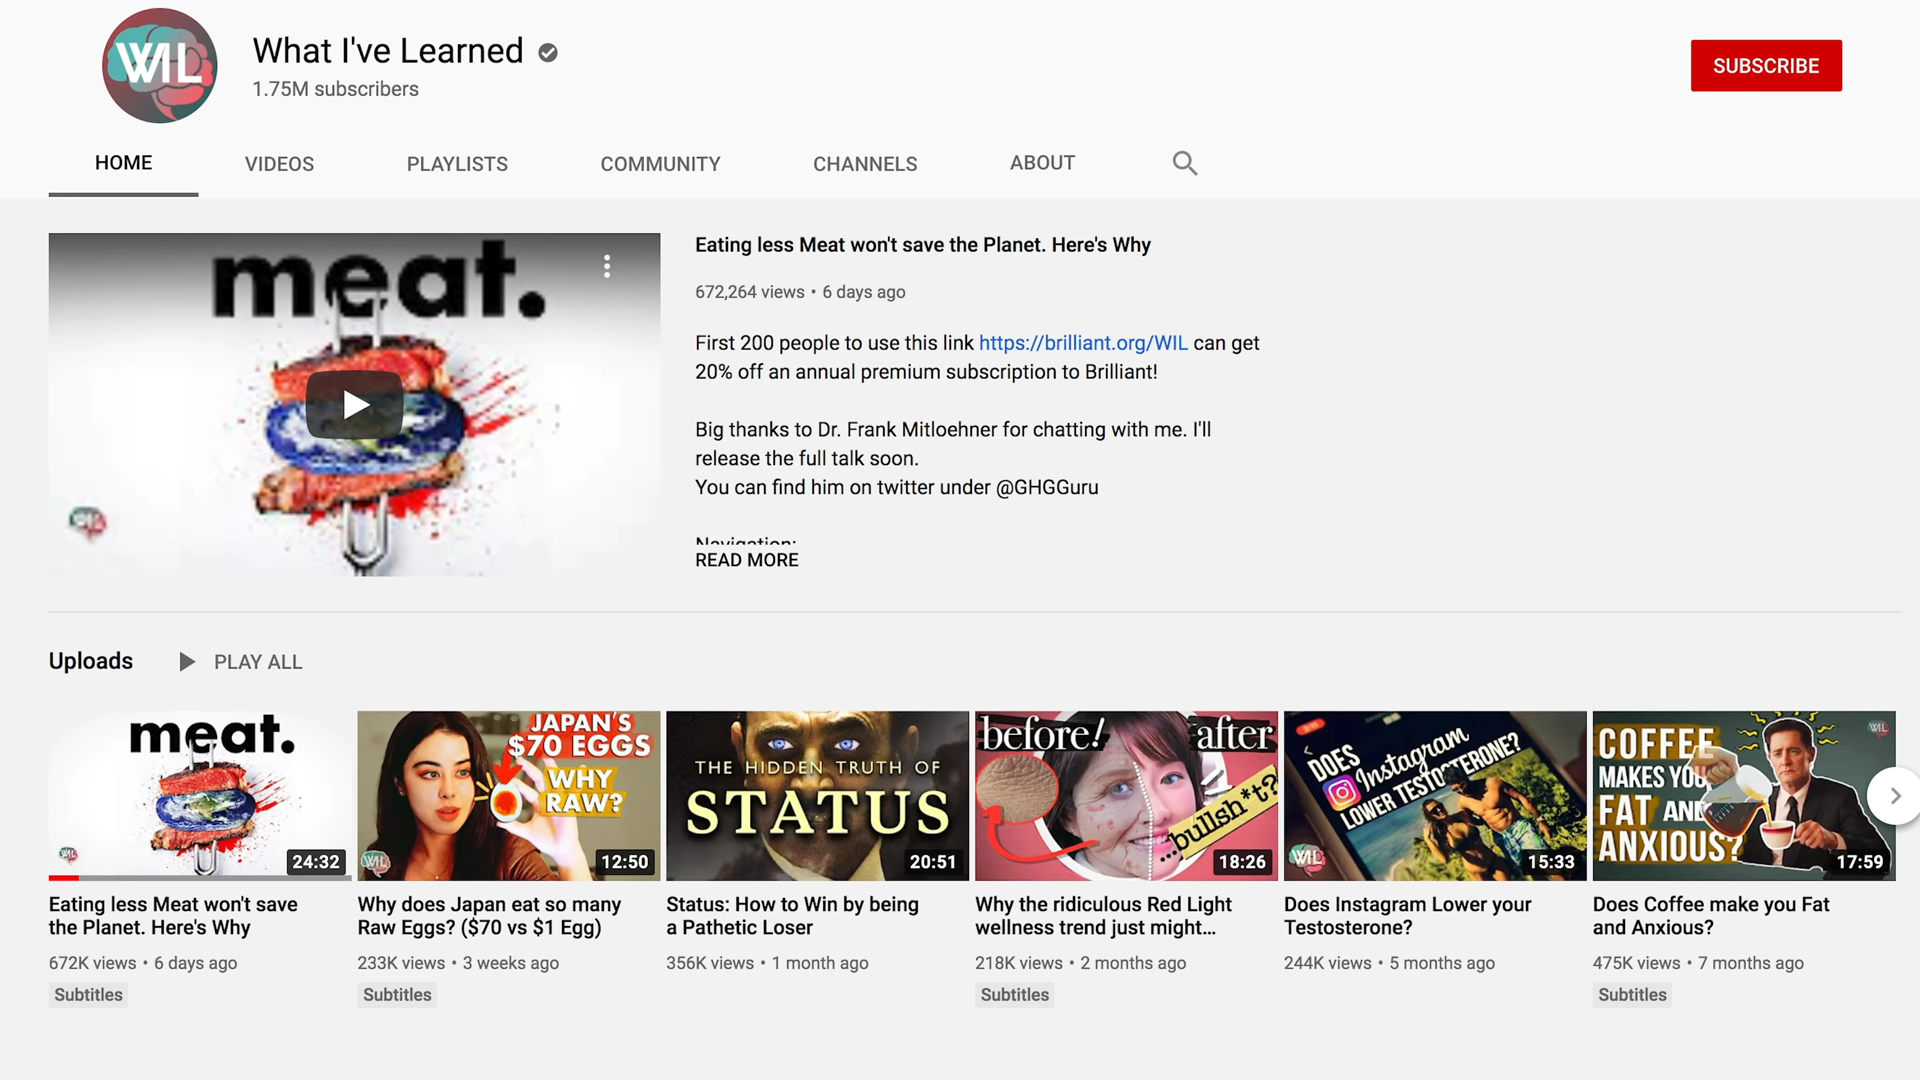 WIL
What I've Learned
1.75M subscribers
SUBSCRIBE
HOME
VIDEOS
PLAYLISTS
COMMUNITY
CHANNELS
ABOUT
meat.
Eating less Meat won't save the Planet. Here's Why
672,264 views • 6 days ago
First 200 people to use this link https://brilliant.org/WIL can get
20% off an annual premium subscription to Brilliant!
Big thanks to Dr. Frank Mitloehner for chatting with me. I'll
release the full talk soon.
You can find him on twitter under @GHGGuru
Navigation:
READ MORE
Uploads
PLAY ALL
meat.
WIL
24:32
Eating less Meat won't save
the Planet. Here's Why
672K views • 6 days ago
Subtitles
JAPAN'S
$70 EGGS
WHY
RAW?
WIL
12:50
Why does Japan eat so many
Raw Eggs? ($70 vs $1 Egg)
233K views • 3 weeks ago
Subtitles
THE HIDDEN TRUTH OF
STATUS
20:51
Status: How to Win by being
a Pathetic Loser
356K views • 1 month ago
before!
after
...bullsh*t?
18:26
Why the ridiculous Red Light
wellness trend just might...
218K views • 2 months ago
Subtitles
DOES
Instagram
LOWER TESTOSTERONE?
WIL
15:33
Does Instagram Lower your
Testosterone?
244K views • 5 months ago
COFFEE
MAKES YOU
FAT AND
ANXIOUS?
WIL
17:59
Does Coffee make you Fat
and Anxious?
475K views • 7 months ago
Subtitles